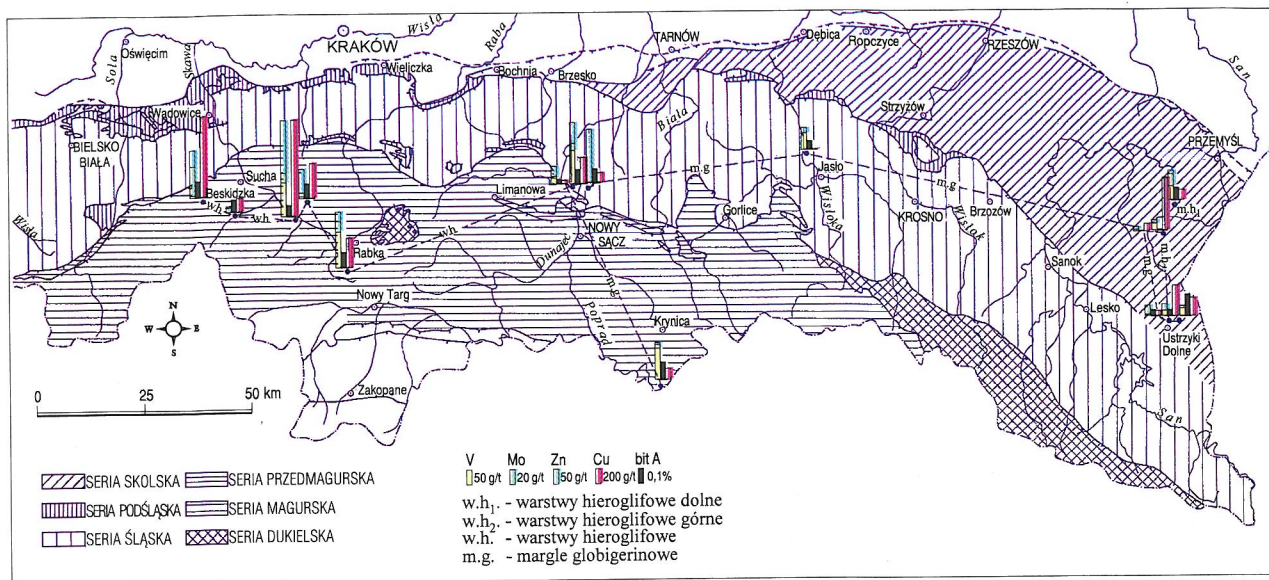 Wisła
Oświęcim
KRAKÓW
Raba
TARNÓW
Dębica
Ropczyce
RZESZÓW
Soła
Skawa
Wieliczka
Bochnia
Brzesko
San
Wadowice
Biała
Strzyżów
BIELSKO
BIAŁA
PRZEMYŚL
Sucha
Beskidzka
Limanowa
m.g
Jasło
m.g
w.h.
w.h.
Gorlice
Wisłoka
KROSNO
Wisłok
Brzozów
m.h₁
Wisła
Rabka
w.h.
NOWY
SĄCZ
Dunajec
m.g.
Sanok
m.g.
Nowy Targ
Poprad
Krynica
Lesko
Ustrzyki
Dolne
N
W E
S
Zakopane
San
0 25 50 km
V Mo Zn Cu bit A
50 g/t 20 g/t 50 g/t 200 g/t 0,1%
SERIA SKOLSKA SERIA PRZEDMAGURSKA
SERIA PODŚLĄSKA SERIA MAGURSKA
SERIA ŚLĄSKA SERIA DUKIELSKA
w.h₁. - warstwy hieroglifowe dolne
w.h₂. - warstwy hieroglifowe górne
w.h. - warstwy hieroglifowe
m.g. - margle globigerinowe